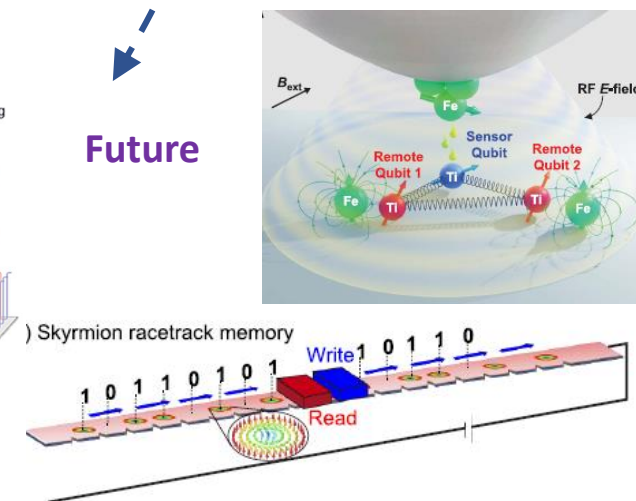 g
Future
B ext
Fe
RF E-field
Sensor
Qubit
Remote
Qubit 1
Remote
Qubit 2
Ti
Fe
Ti
Ti
Fe
) Skyrmion racetrack memory
1 0 1 1 0 1 0 1
Write
1 0 1 1 0
Read